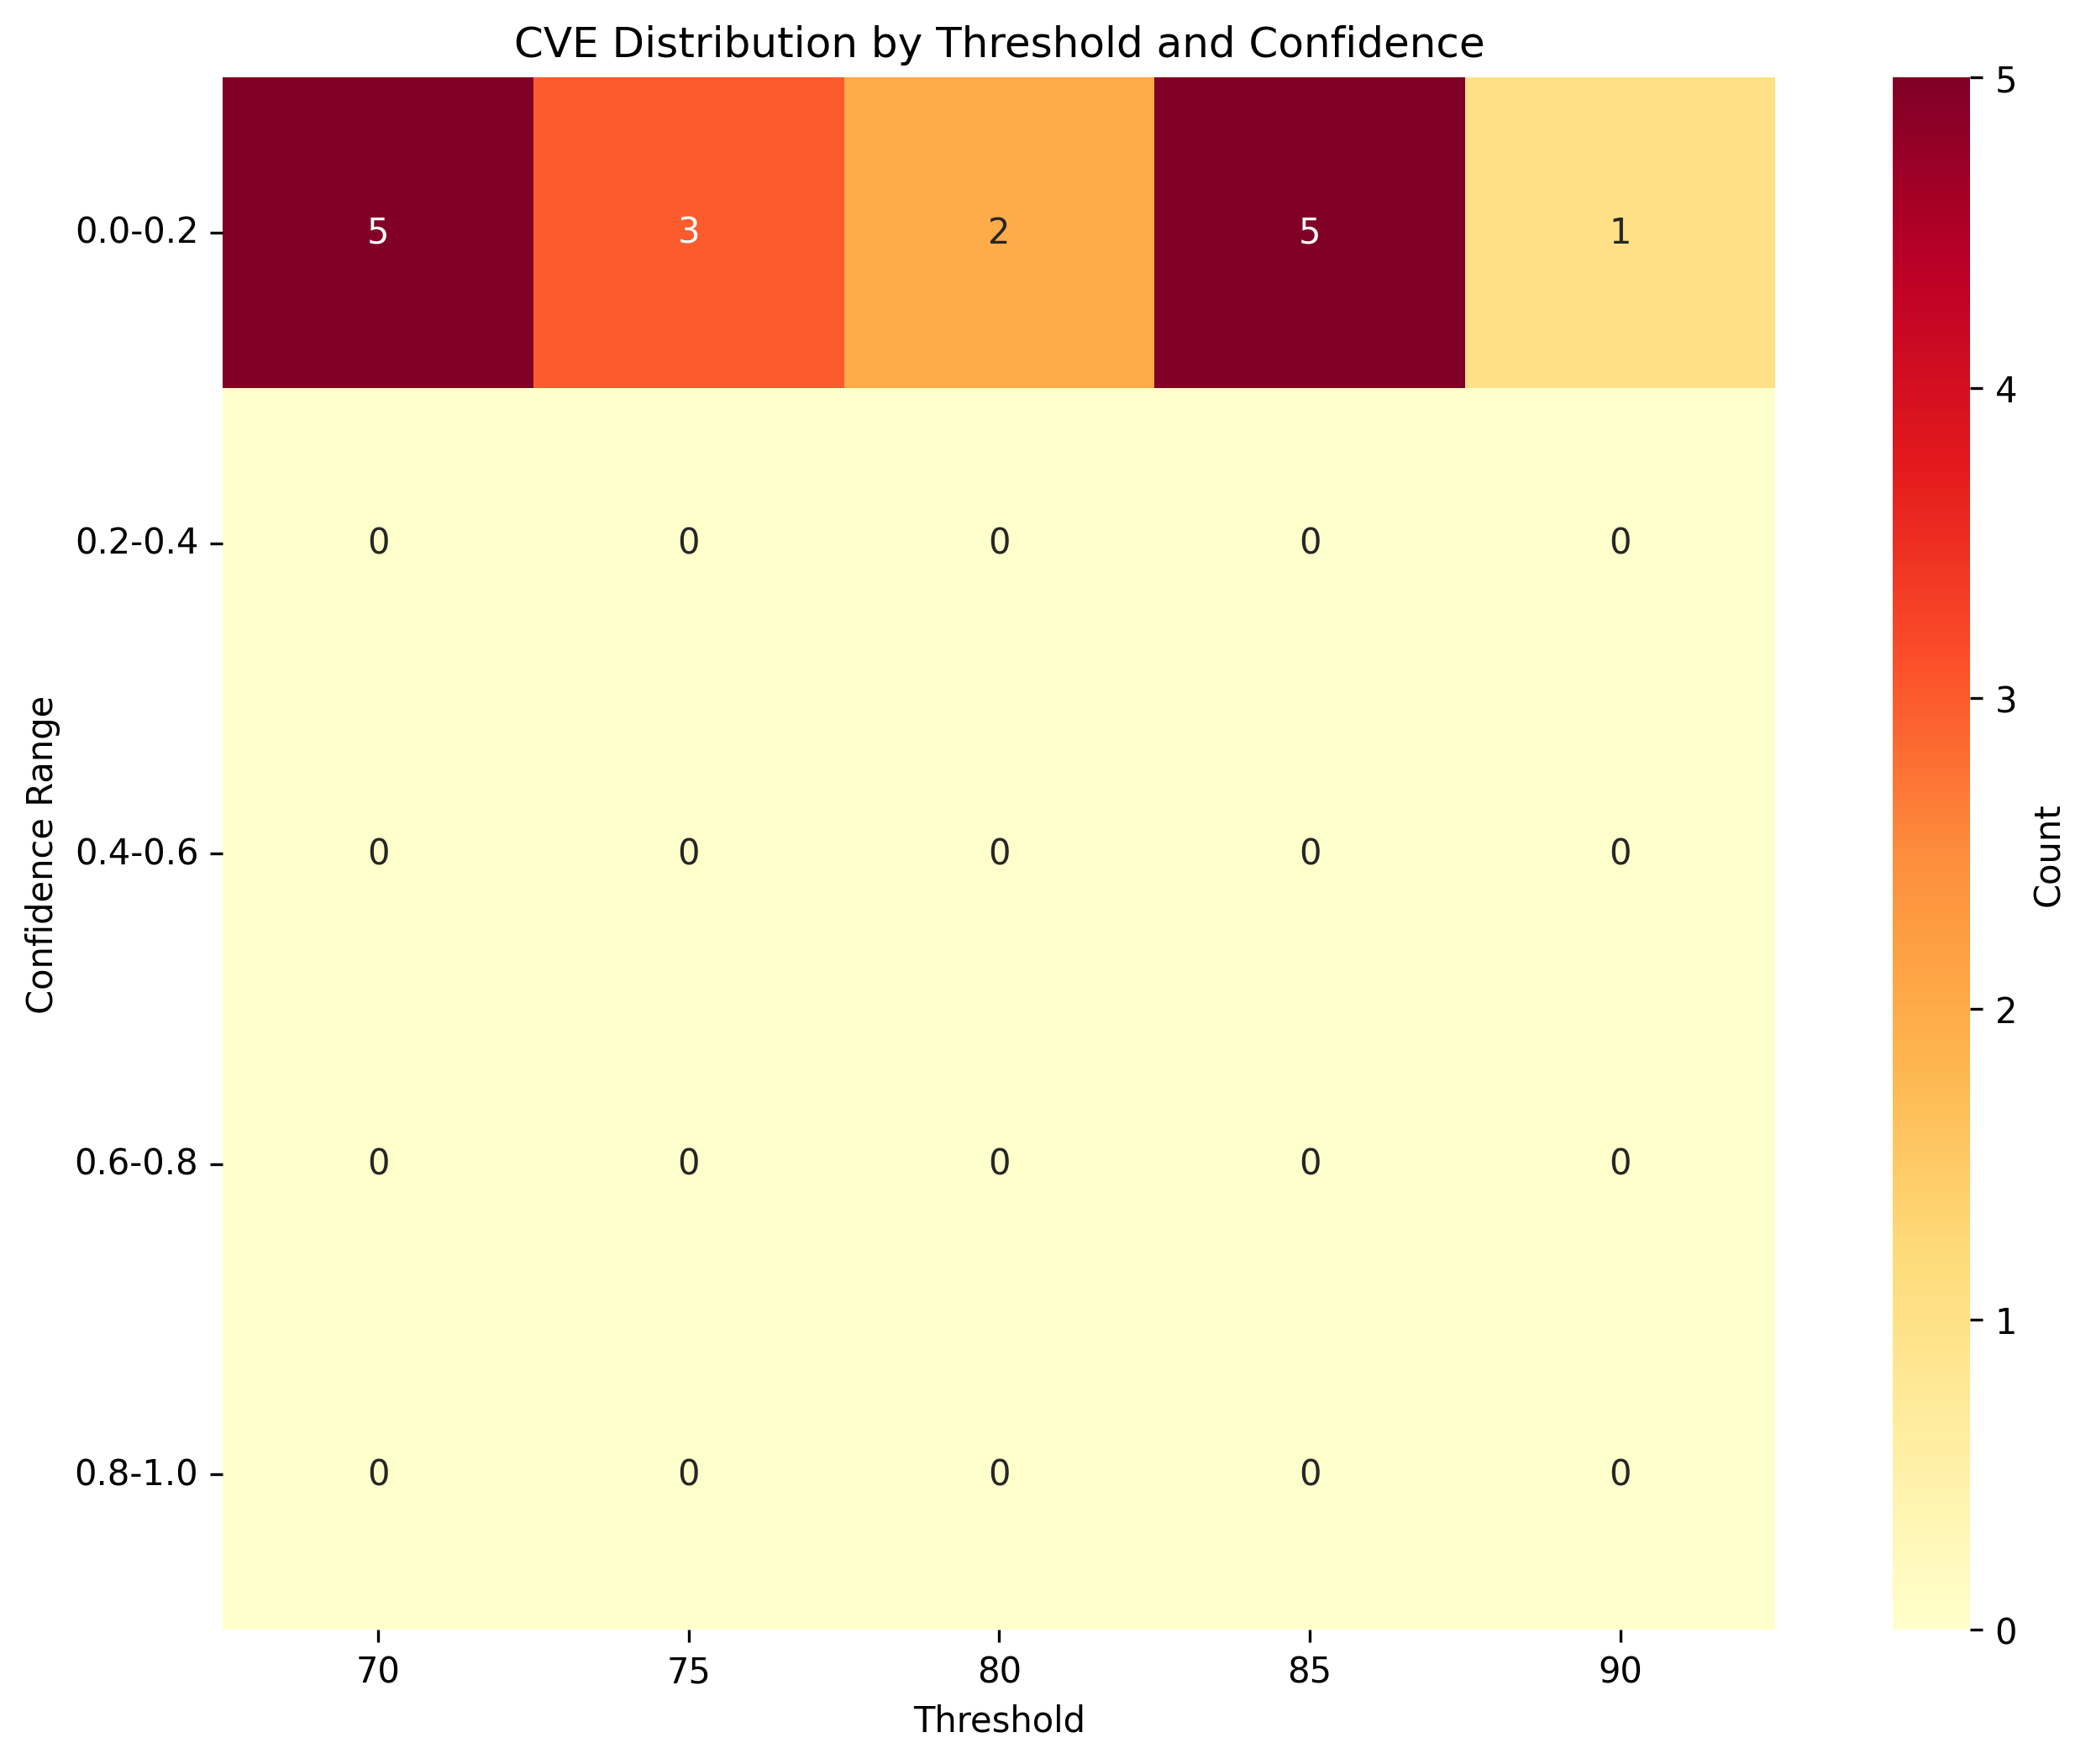 CVE Distribution by Threshold and Confidence
0.0-0.2 5 3 2 5 1
0.2-0.4 0 0 0 0 0
0.4-0.6 0 0 0 0 0
0.6-0.8 0 0 0 0 0
0.8-1.0 0 0 0 0 0
70 75 80 85 90
Threshold
Confidence Range
5
4
3
2
1
0
Count